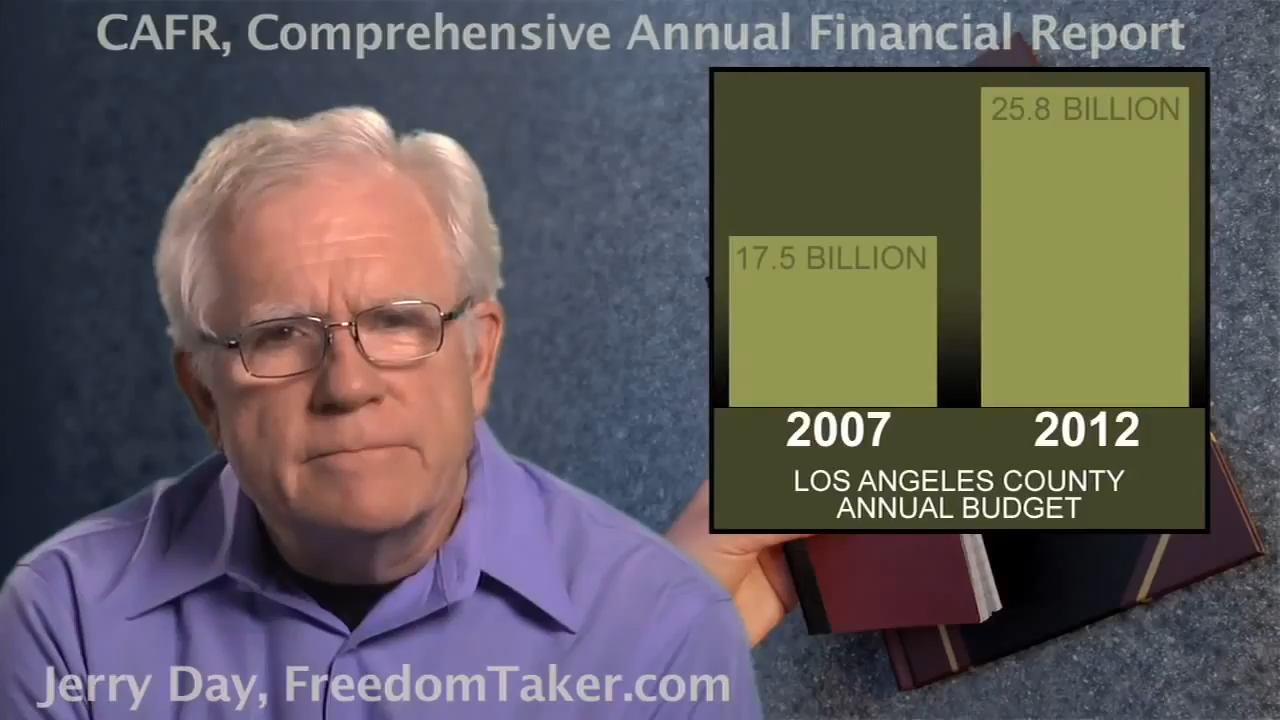 CAFR, Comprehensive Annual Financial Report
25.8 BILLION
17.5 BILLION
2007 2012
LOS ANGELES COUNTY
ANNUAL BUDGET
Jerry Day, FreedomTaker.com